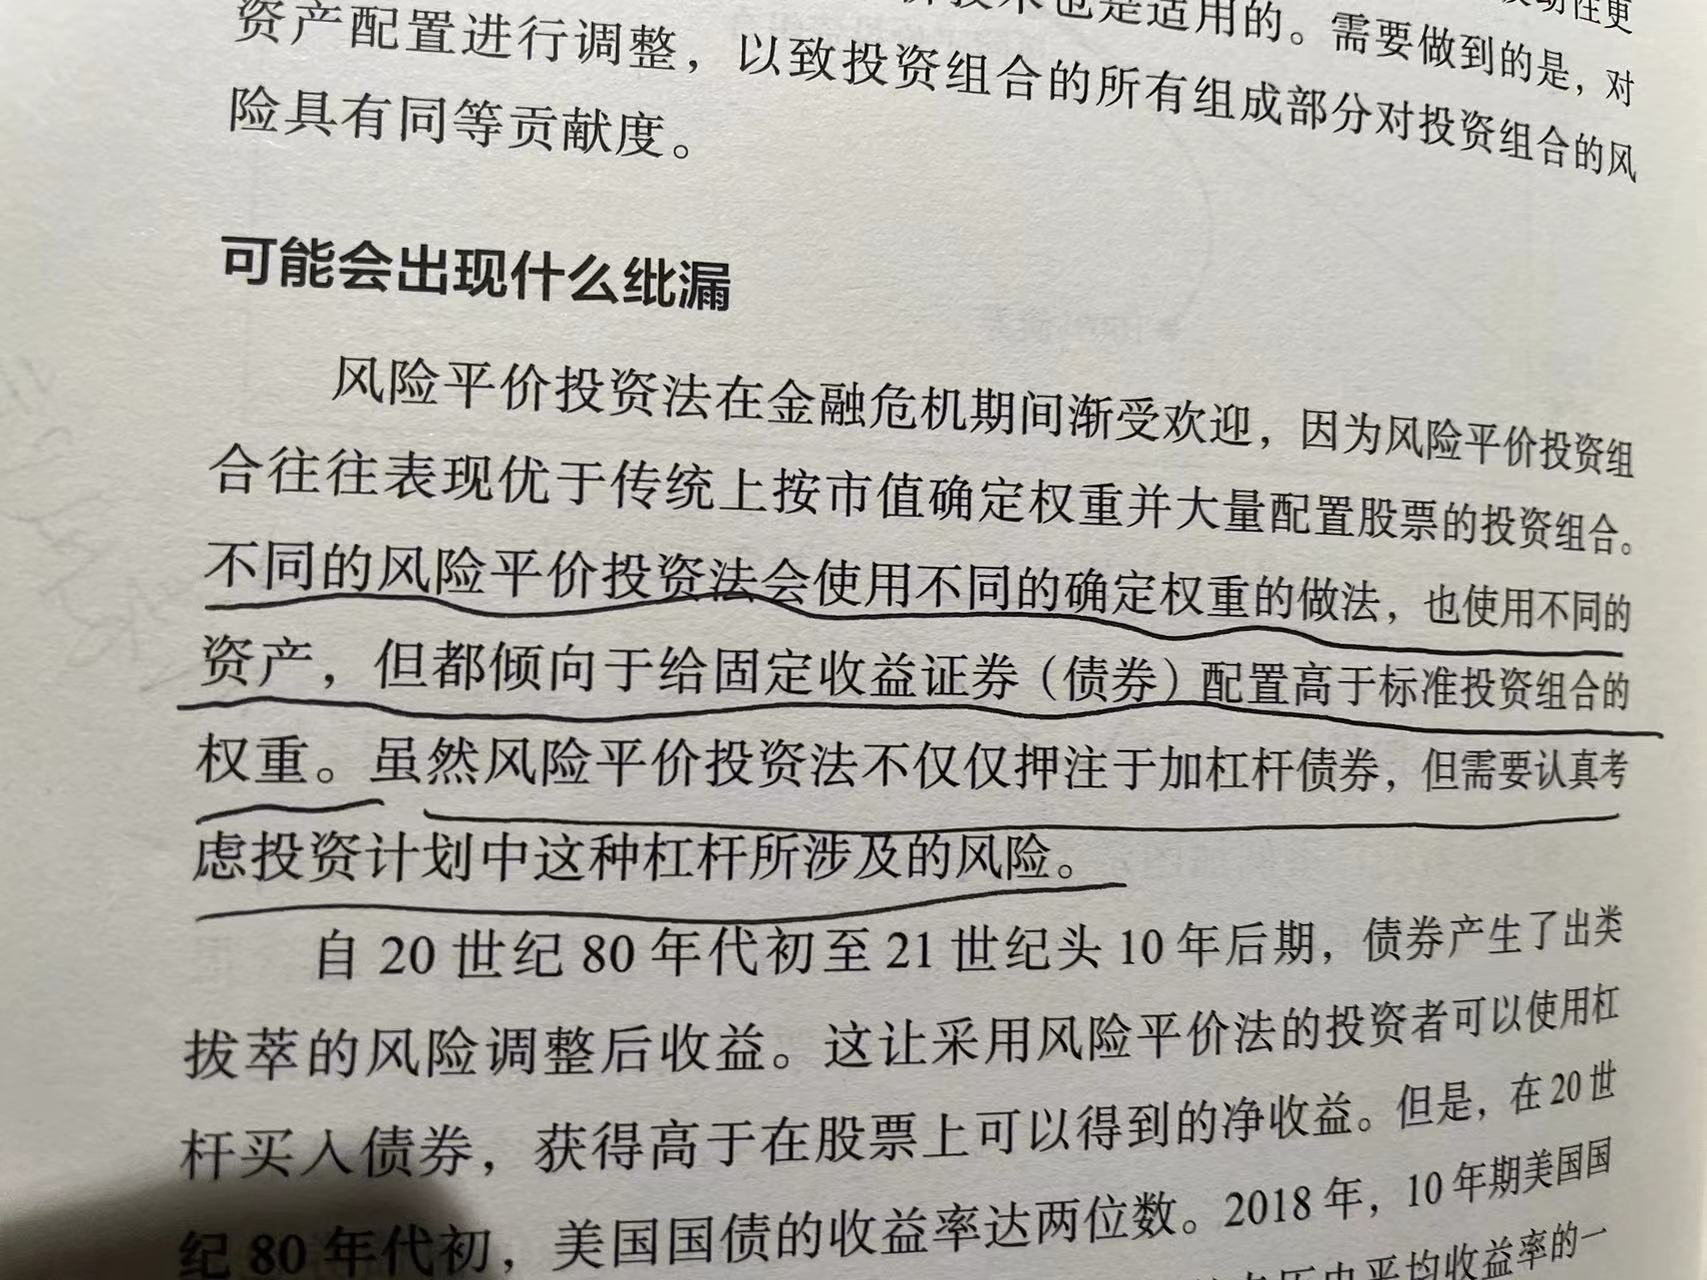 技术也是适用的。需要做到的是，对
资产配置进行调整，以致投资组合的所有组成部分对投资组合的风
险具有同等贡献度。
可能会出现什么纰漏
风险平价投资法在金融危机期间渐受欢迎，因为风险平价投资组
合往往表现优于传统上按市值确定权重并大量配置股票的投资组合。
不同的风险平价投资法会使用不同的确定权重的做法，也使用不同的
资产，但都倾向于给固定收益证券（债券）配置高于标准投资组合的
权重。虽然风险平价投资法不仅仅押注于加杠杆债券，但需要认真考
虑投资计划中这种杠杆所涉及的风险。
自 20 世纪 80 年代初至 21 世纪头 10 年后期，债券产生了出类
拔萃的风险调整后收益。这让采用风险平价法的投资者可以使用杠
杆买入债券，获得高于在股票上可以得到的净收益。但是，在 20 世
纪 80 年代初，美国国债的收益率达两位数。2018 年，10 年期美国国
历史平均收益率的一